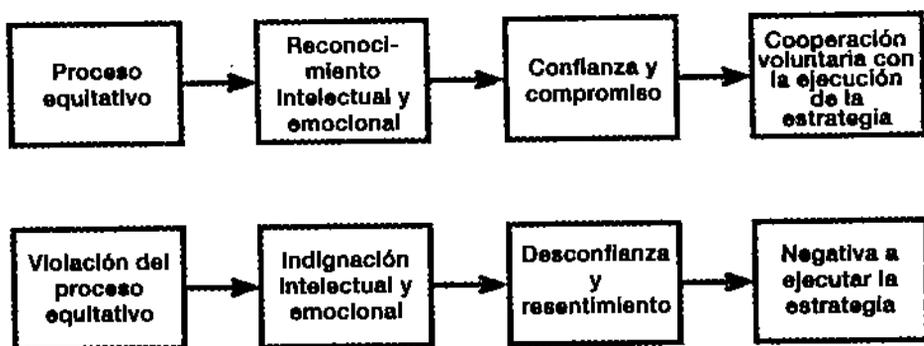 Proceso
equitativo
Reconoci-
miento
intelectual y
emocional
Confianza y
compromiso
Cooperación
voluntaria con
la ejecución
de la
estrategia
Violación del
proceso
equitativo
Indignación
intelectual y
emocional
Desconfianza
y
resentimiento
Negativa a
ejecutar la
estrategia